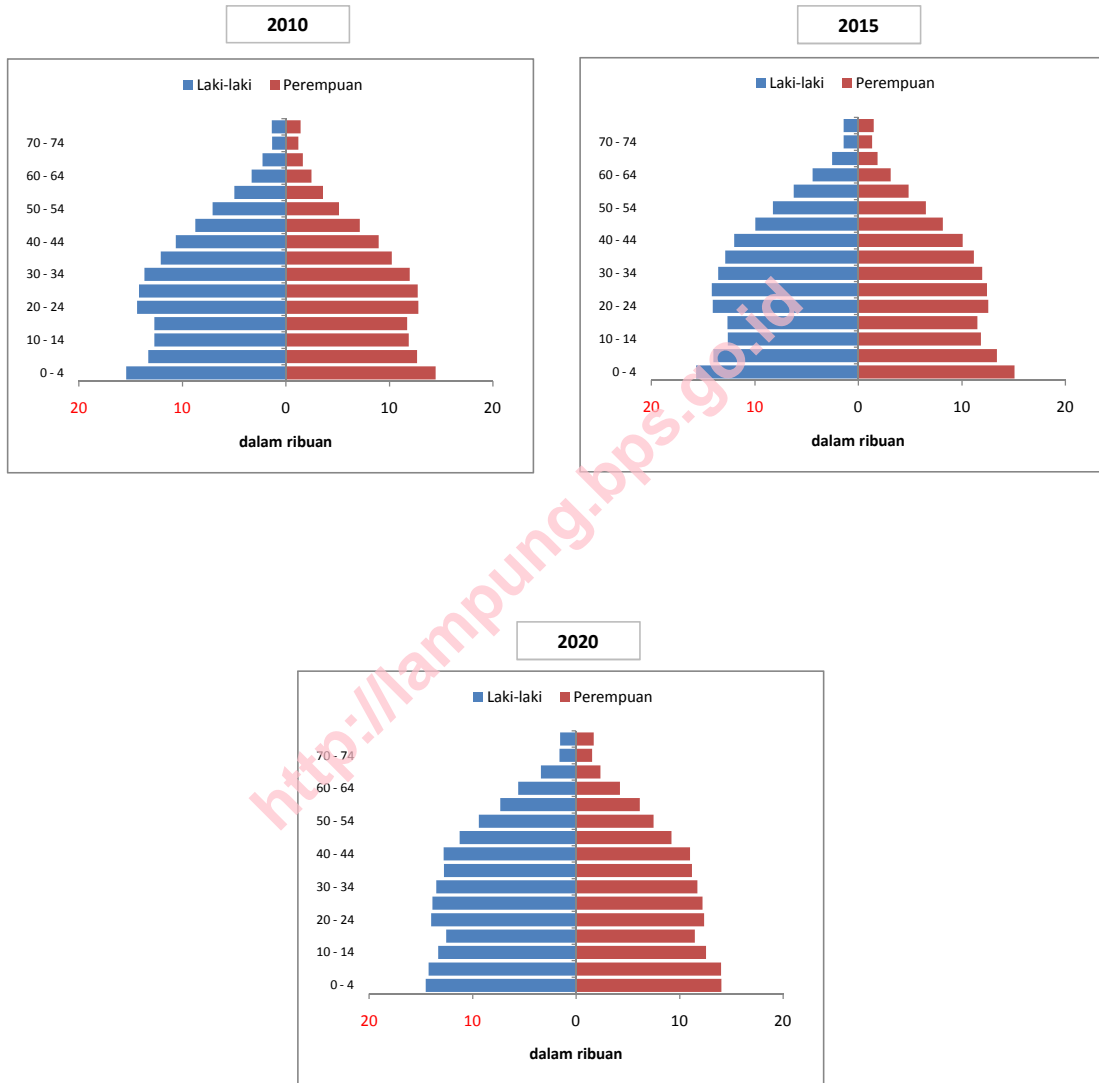 2010
Laki-laki Perempuan
70 - 74
60 - 64
50 - 54
40 - 44
30 - 34
20 - 24
10 - 14
0 - 4
20 10 0 10 20
dalam ribuan
2015
Laki-laki Perempuan
70 - 74
60 - 64
50 - 54
40 - 44
30 - 34
20 - 24
10 - 14
0 - 4
20 10 0 10 20
dalam ribuan
2020
Laki-laki Perempuan
70 - 74
60 - 64
50 - 54
40 - 44
30 - 34
20 - 24
10 - 14
0 - 4
20 10 0 10 20
dalam ribuan
http://lampung.bps.go.id